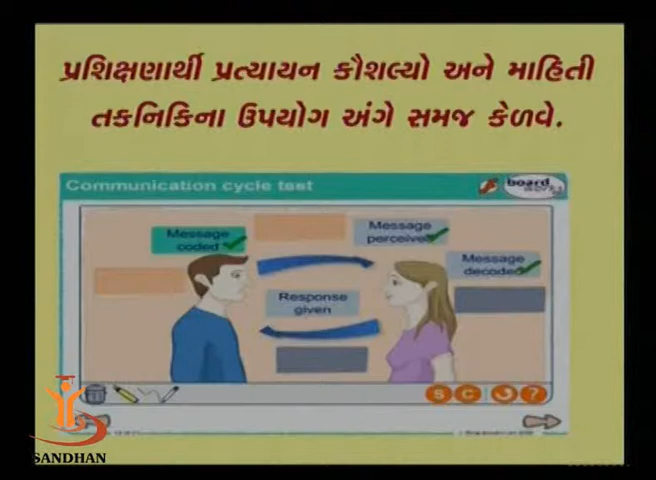 પ્રશિક્ષણાર્થી પ્રત્યાયન કૌશલ્યો અને માહિતી
તકનિકિના ઉપયોગ અંગે સમજ કેળવે.
Communication cycle test
board
works
Message
coded
Message
perceived
Message
decoded
Response
given
S C ?
SANDHAN